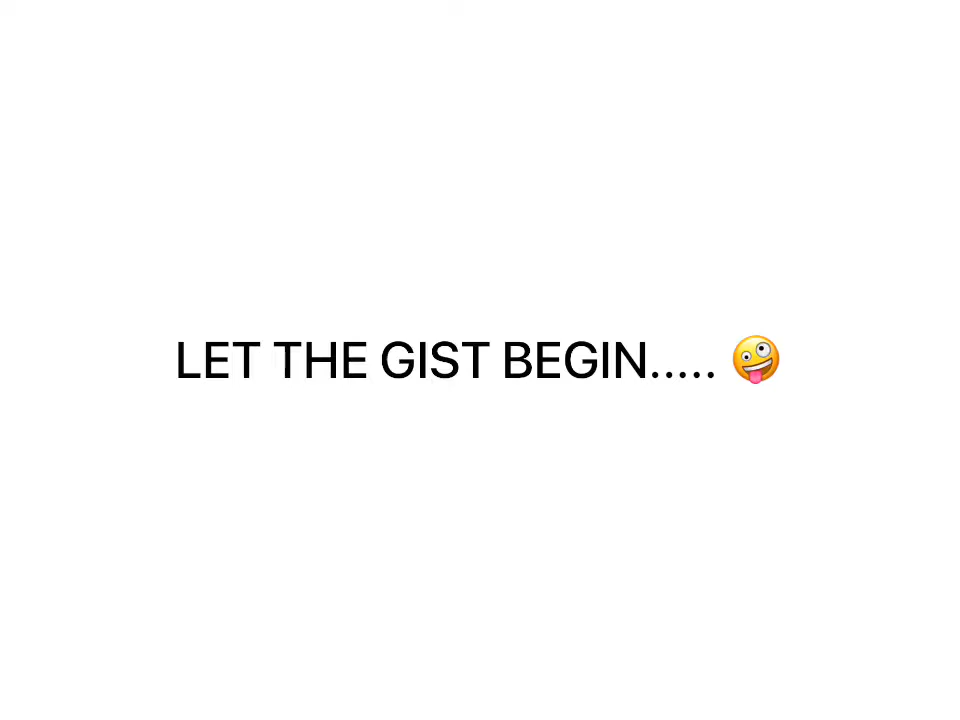 LET THE GIST BEGIN..... 🤪